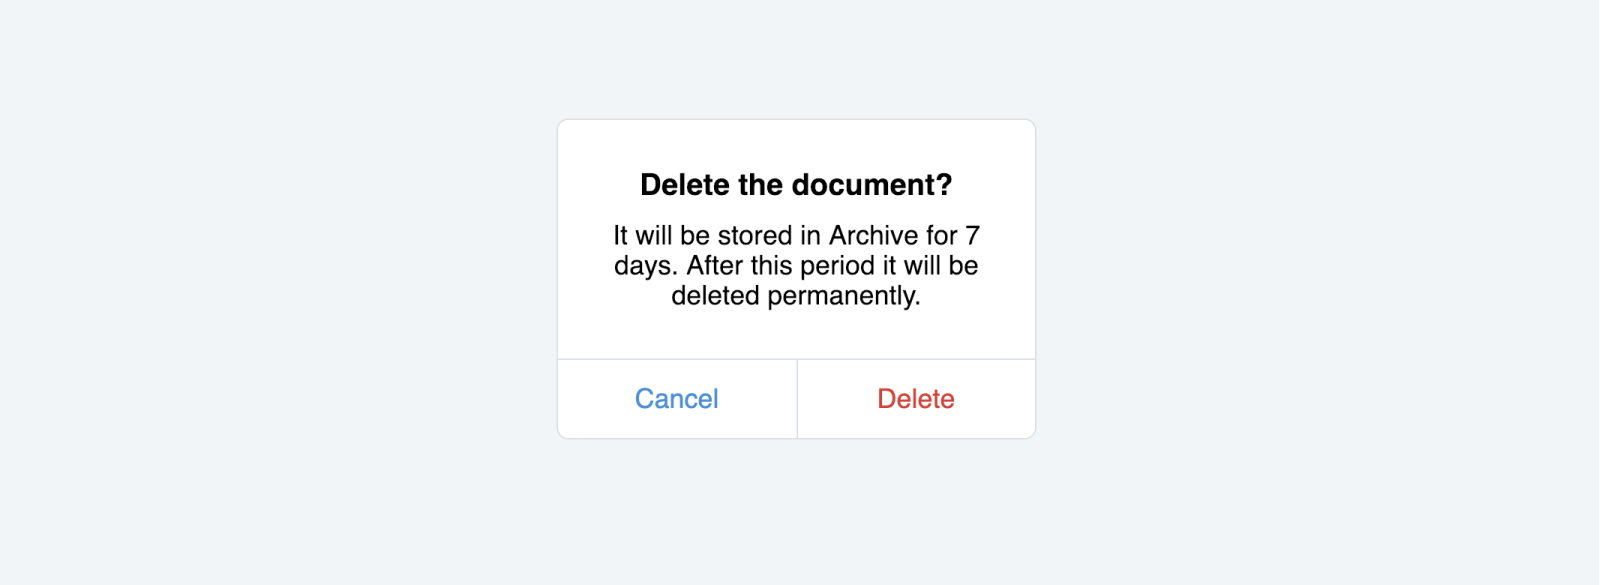 Delete the document?
It will be stored in Archive for 7
days. After this period it will be
deleted permanently.
Cancel
Delete